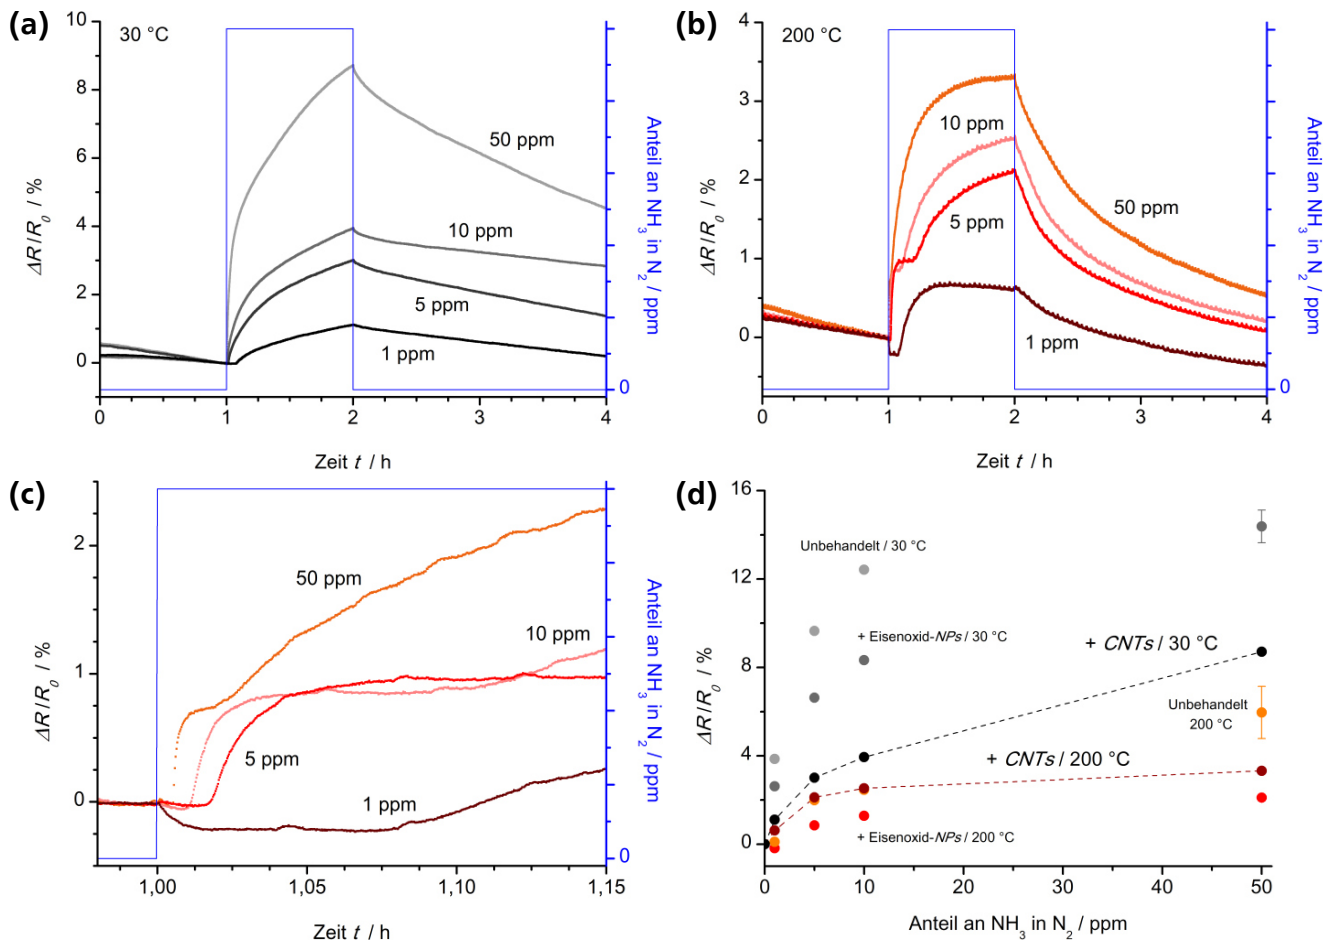 (a)
30 °C
10
8
6
4
2
0
ΔR/R0 / %
50 ppm
10 ppm
5 ppm
1 ppm
0
Anteil an NH3 in N2 / ppm
0
1
2
3
4
Zeit t / h
(b)
200 °C
4
3
2
1
0
ΔR/R0 / %
10 ppm
50 ppm
5 ppm
1 ppm
0
Anteil an NH3 in N2 / ppm
0
1
2
3
4
Zeit t / h
(c)
2
1
0
ΔR/R0 / %
50 ppm
10 ppm
5 ppm
1 ppm
0
Anteil an NH3 in N2 / ppm
1,00
1,05
1,10
1,15
Zeit t / h
(d)
16
12
8
4
0
ΔR/R0 / %
Unbehandelt / 30 °C
+ Eisenoxid-NPs / 30 °C
+ CNTs / 30 °C
Unbehandelt
200 °C
+ CNTs / 200 °C
+ Eisenoxid-NPs / 200 °C
0
10
20
30
40
50
Anteil an NH3 in N2 / ppm